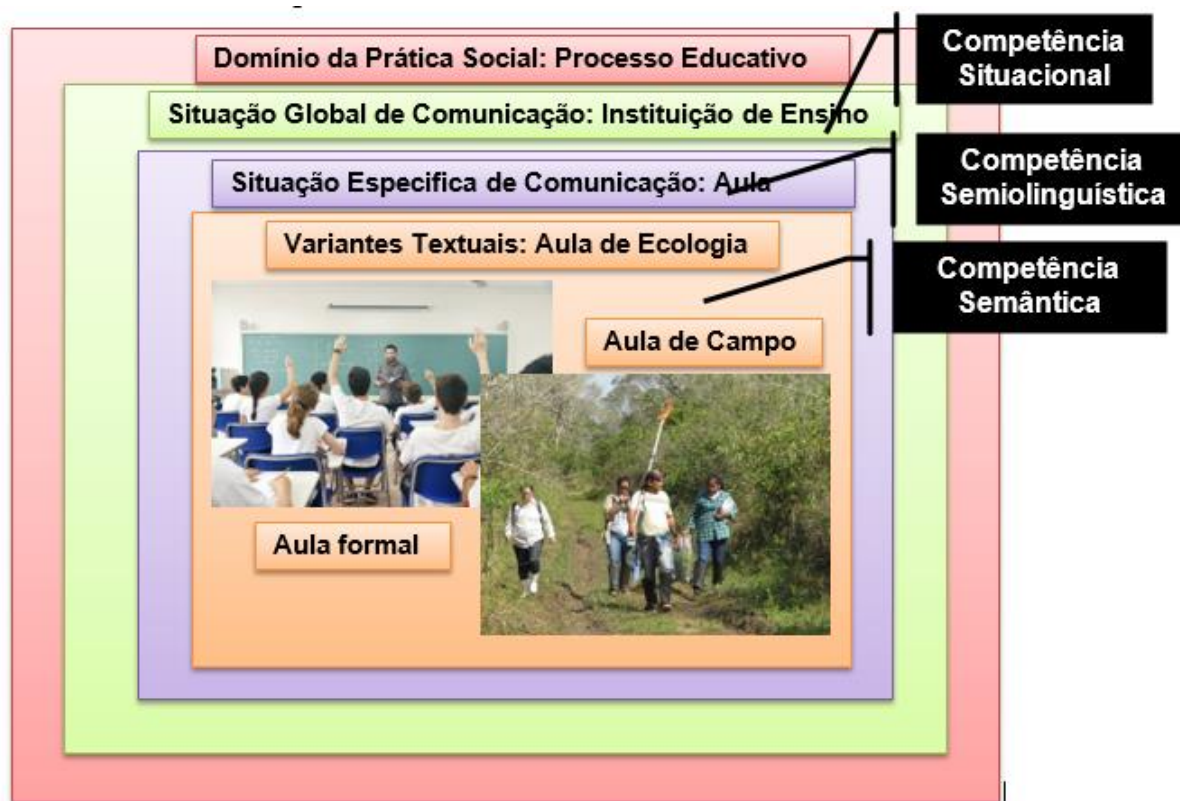 Domínio da Prática Social: Processo Educativo
Competência
Situacional
Situação Global de Comunicação: Instituição de Ensino
Competência
Semiolinguística
Situação Especifica de Comunicação: Aula
Variantes Textuais: Aula de Ecologia
Competência
Semântica
Aula de Campo
Aula formal